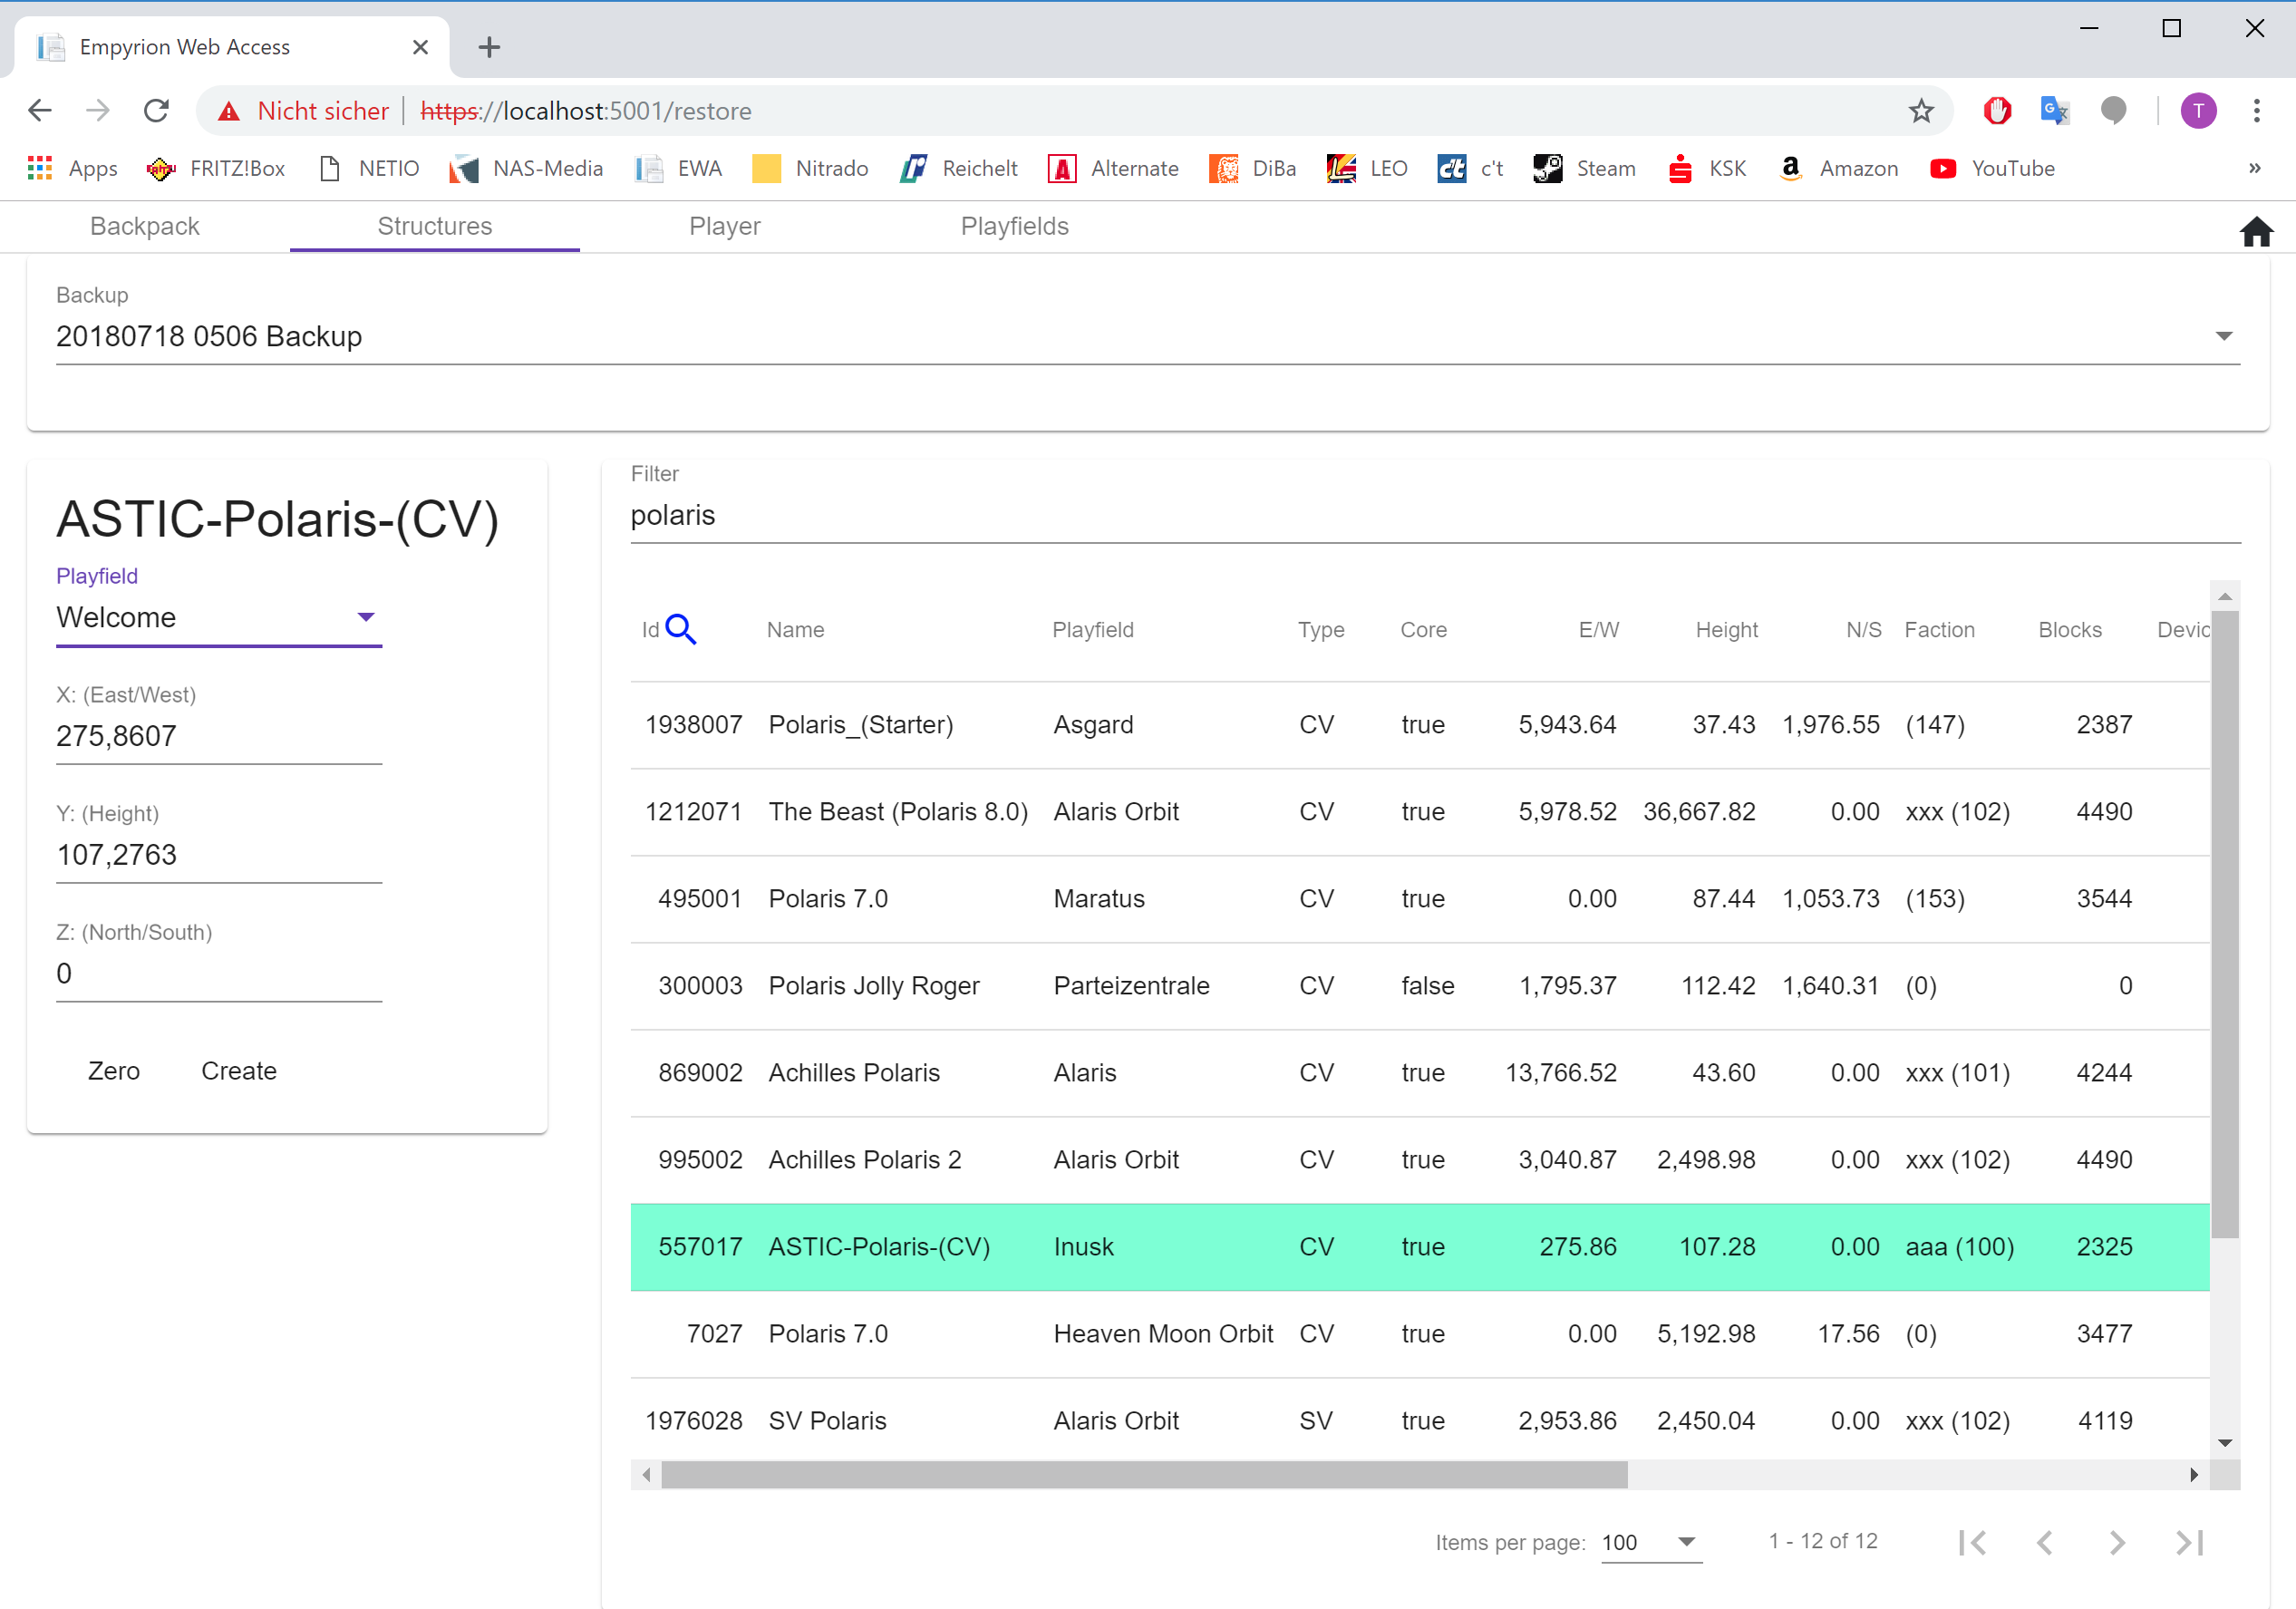 Empyrion Web Access
Nicht sicher https://localhost:5001/restore T
Apps FRITZ!Box NETIO NAS-Media EWA Nitrado Reichelt A Alternate DiBa LEO c't c't Steam KSK a Amazon YouTube »
Backpack Structures Player Playfields
Backup
20180718 0506 Backup
ASTIC-Polaris-(CV)
Playfield
Welcome
X: (East/West)
275,8607
Y: (Height)
107,2763
Z: (North/South)
0
Zero Create
Filter
polaris
Id Name Playfield Type Core E/W Height N/S Faction Blocks Devic
1938007 Polaris_(Starter) Asgard CV true 5,943.64 37.43 1,976.55 (147) 2387
1212071 The Beast (Polaris 8.0) Alaris Orbit CV true 5,978.52 36,667.82 0.00 xxx (102) 4490
495001 Polaris 7.0 Maratus CV true 0.00 87.44 1,053.73 (153) 3544
300003 Polaris Jolly Roger Parteizentrale CV false 1,795.37 112.42 1,640.31 (0) 0
869002 Achilles Polaris Alaris CV true 13,766.52 43.60 0.00 xxx (101) 4244
995002 Achilles Polaris 2 Alaris Orbit CV true 3,040.87 2,498.98 0.00 xxx (102) 4490
557017 ASTIC-Polaris-(CV) Inusk CV true 275.86 107.28 0.00 aaa (100) 2325
7027 Polaris 7.0 Heaven Moon Orbit CV true 0.00 5,192.98 17.56 (0) 3477
1976028 SV Polaris Alaris Orbit SV true 2,953.86 2,450.04 0.00 xxx (102) 4119
Items per page: 100 1 - 12 of 12